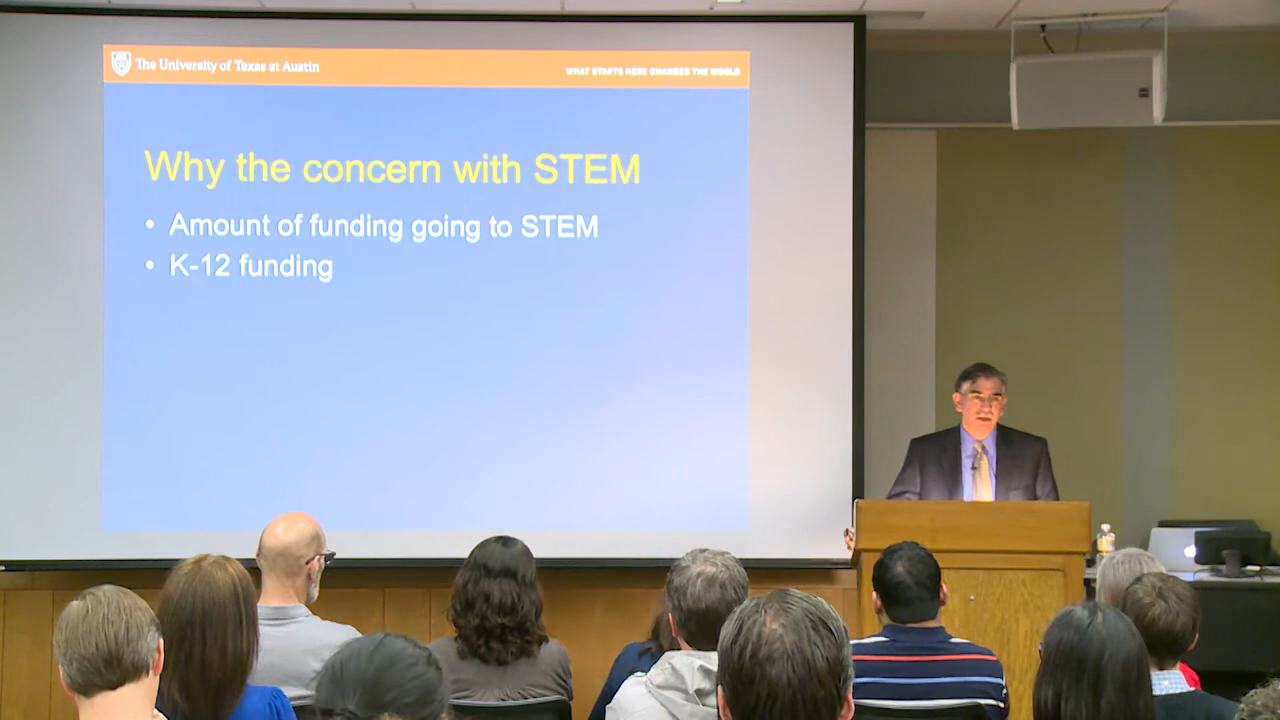 The University of Texas at Austin
WHAT STARTS HERE CHANGES THE WORLD
Why the concern with STEM
• Amount of funding going to STEM
• K-12 funding